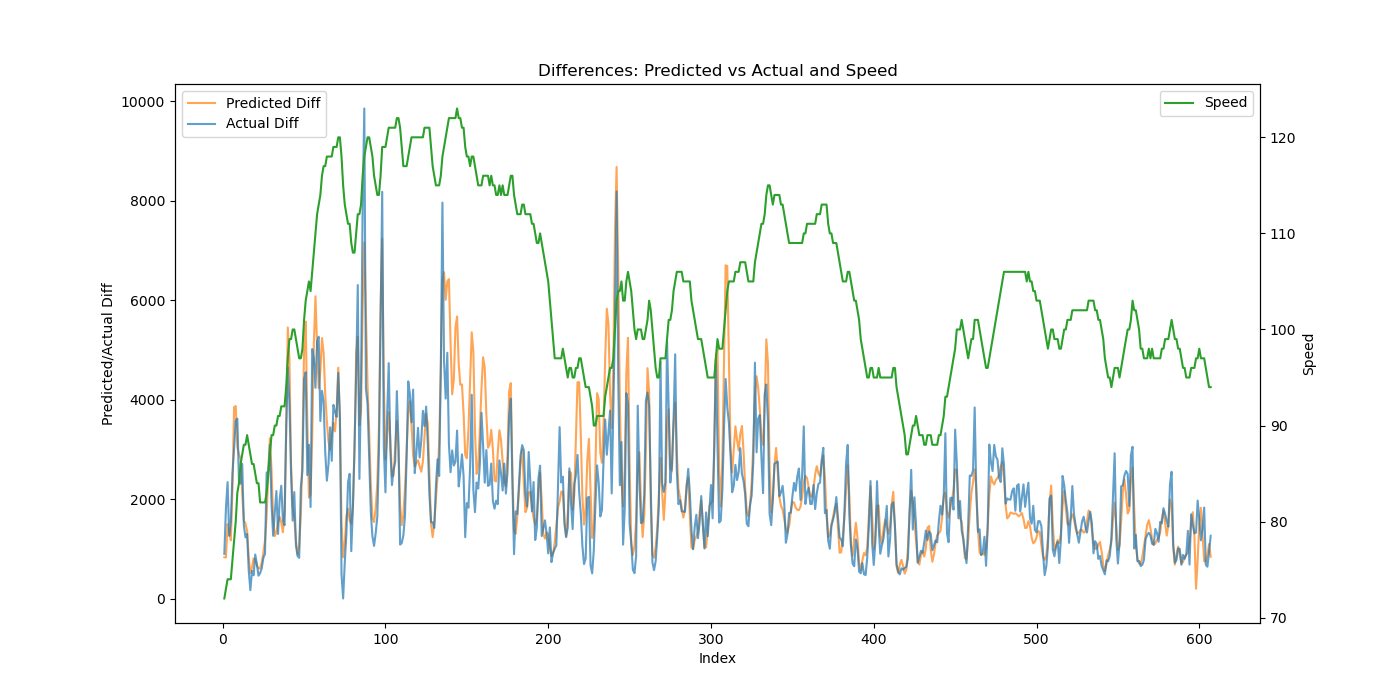 Differences: Predicted vs Actual and Speed
Predicted Diff
Actual Diff
Speed
10000
8000
6000
4000
2000
0
Predicted/Actual Diff
120
110
100
90
80
70
Speed
0 100 200 300 400 500 600
Index